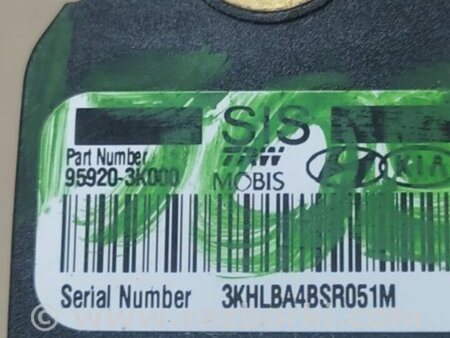 SIS
Part Number
TRW
KIA
95920-3K000
MOBIS
Serial Number 3KHLBA4BSR051M